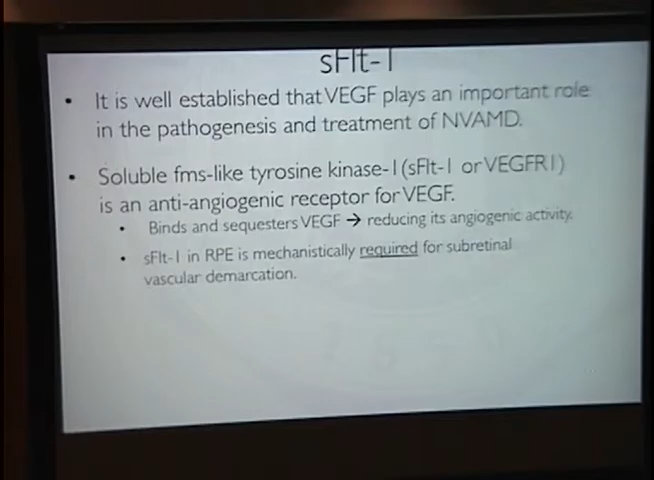 sFlt-1
• It is well established that VEGF plays an important role
in the pathogenesis and treatment of NVAMD.
• Soluble fms-like tyrosine kinase-1 (sFlt-1 or VEGFR1)
is an anti-angiogenic receptor for VEGF.
• Binds and sequesters VEGF → reducing its angiogenic activity.
• sFlt-1 in RPE is mechanistically required for subretinal
vascular demarcation.